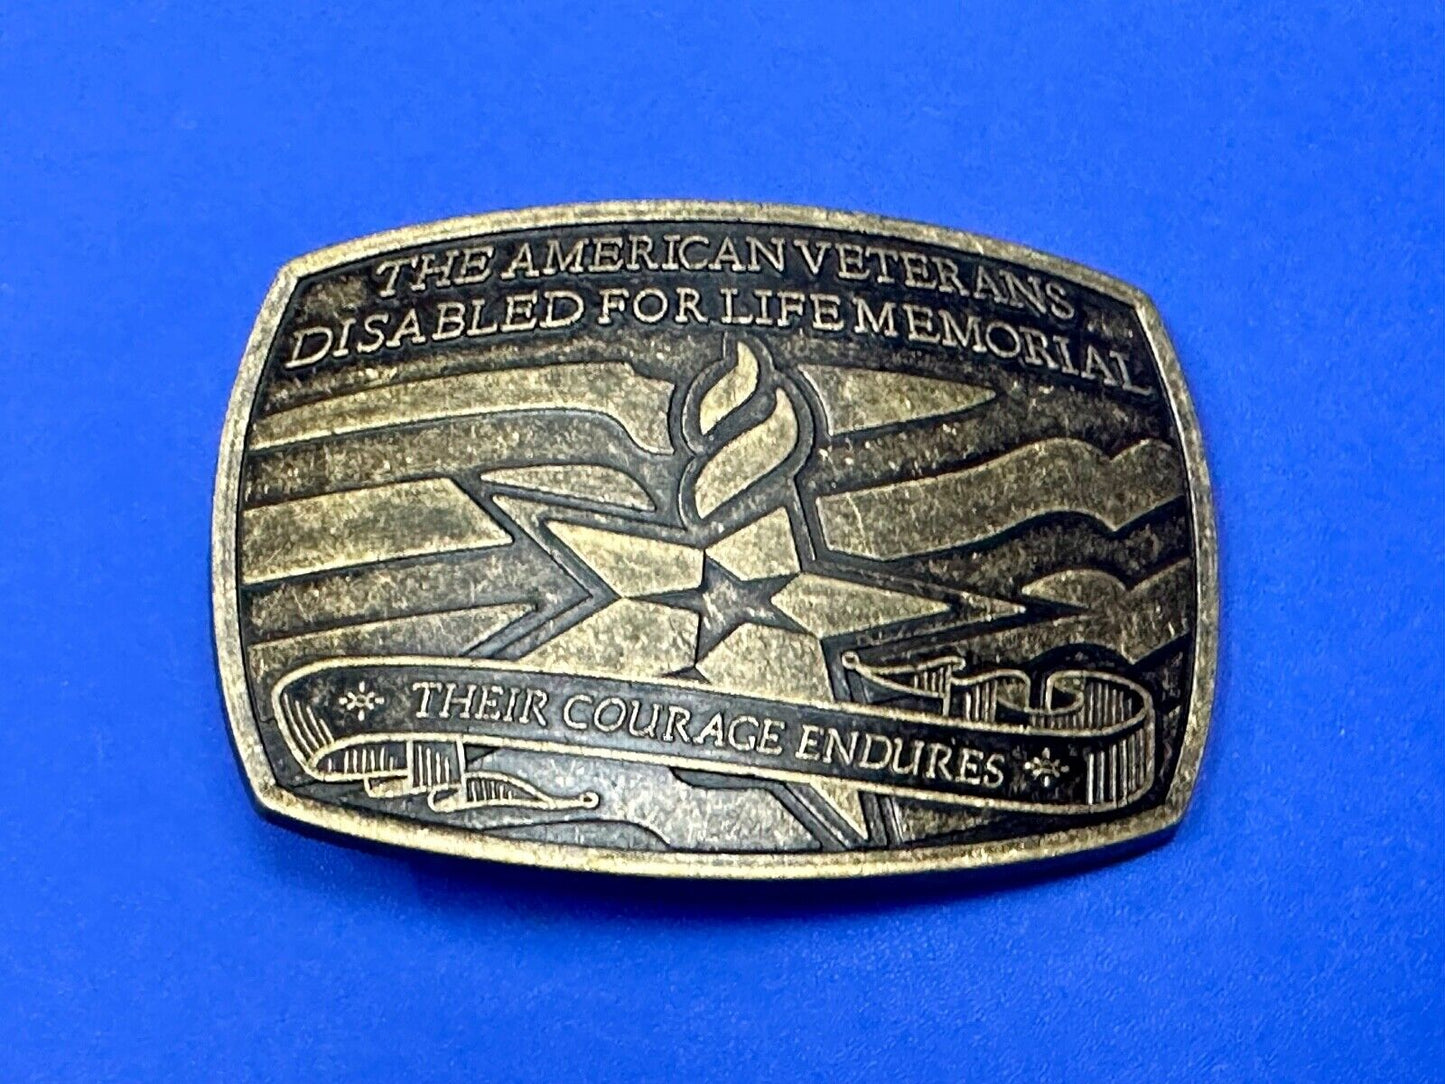 THE AMERICAN VETERANS
DISABLED FOR LIFE MEMORIAL
THEIR COURAGE ENDURES